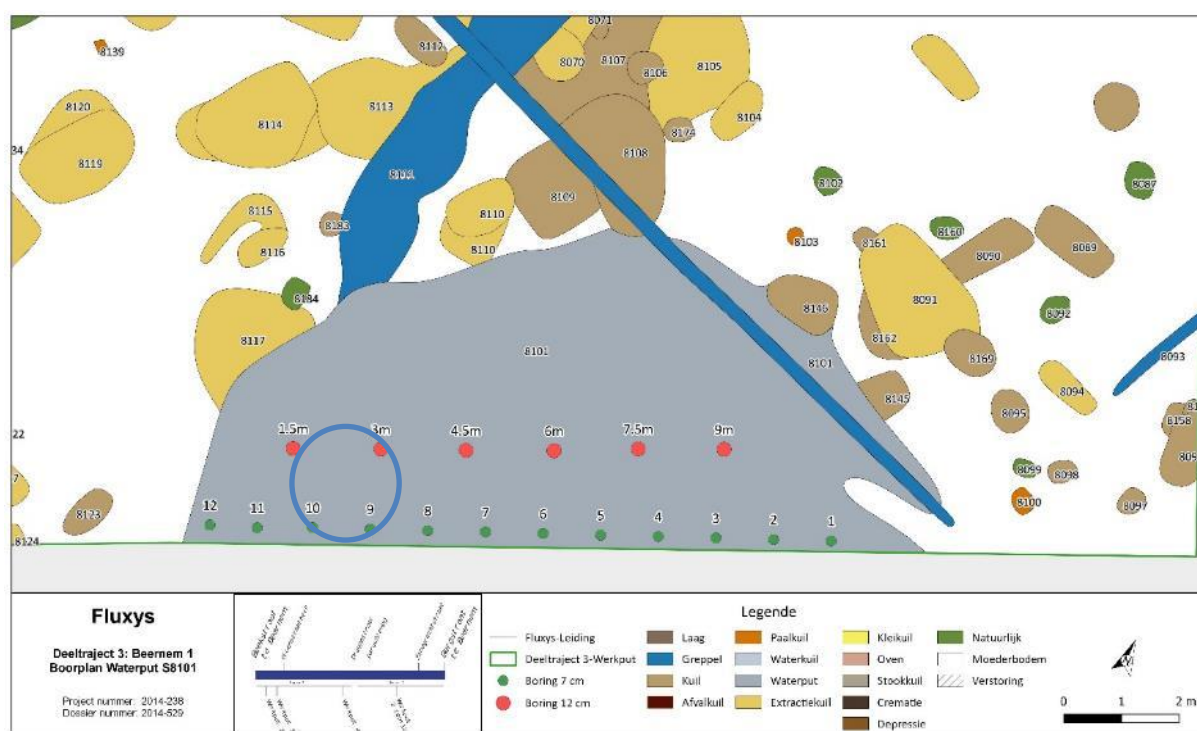 8071
8112
8139
8070
8107
8106
8105
8120
8113
8114
8104
8174
34
8119
8108
8102
8087
8109
8115
8110
8183
8160
8103
8161
8089
8116
8110
8090
8184
8091
8146
8092
8117
8162
8101
8169
8093
8101
8094
8145
8095
8158
22
1.5m 3m 4.5m 6m 7.5m 9m
8099
8098
7
8100
8097
8123
12 11 10 9 8 7 6 5 4 3 2 1
8124
Fluxys
Deeltraject 3: Beernem 1
Boorplan Waterput S8101
Project nummer: 2014-238
Dossier nummer: 2014-529
Legende
Fluxys-Leiding
Deeltraject 3-Werkput
Boring 7 cm
Boring 12 cm
Laag
Greppel
Kuil
Afvalkuil
Paalkuil
Waterkuil
Waterput
Extractiekuil
Kleikuil
Oven
Stookkuil
Crematie
Depressie
Natuurlijk
Moederbodem
Verstoring
N
0 1 2 m